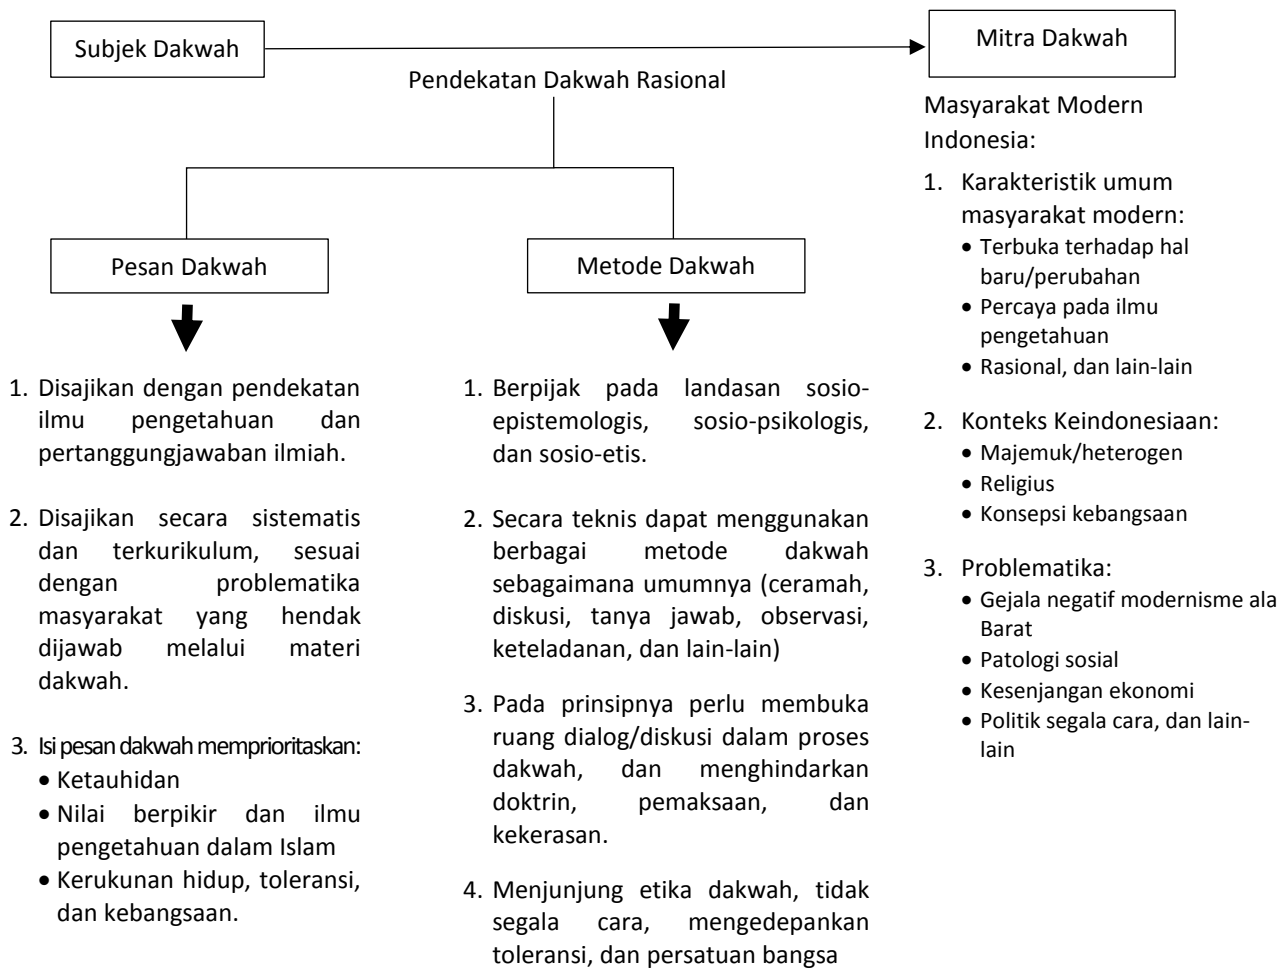 Subjek Dakwah
Mitra Dakwah
Pendekatan Dakwah Rasional
Pesan Dakwah
Metode Dakwah
1. Disajikan dengan pendekatan
ilmu pengetahuan dan
pertanggungjawaban ilmiah.
2. Disajikan secara sistematis
dan terkurikulum, sesuai
dengan problematika
masyarakat yang hendak
dijawab melalui materi
dakwah.
3. Isi pesan dakwah memprioritaskan:
• Ketauhidan
• Nilai berpikir dan ilmu
pengetahuan dalam Islam
• Kerukunan hidup, toleransi,
dan kebangsaan.
1. Berpijak pada landasan sosio-
epistemologis, sosio-psikologis,
dan sosio-etis.
2. Secara teknis dapat menggunakan
berbagai metode dakwah
sebagaimana umumnya (ceramah,
diskusi, tanya jawab, observasi,
keteladanan, dan lain-lain)
3. Pada prinsipnya perlu membuka
ruang dialog/diskusi dalam proses
dakwah, dan menghindarkan
doktrin, pemaksaan, dan
kekerasan.
4. Menjunjung etika dakwah, tidak
segala cara, mengedepankan
toleransi, dan persatuan bangsa
Masyarakat Modern
Indonesia:
1. Karakteristik umum
masyarakat modern:
• Terbuka terhadap hal
baru/perubahan
• Percaya pada ilmu
pengetahuan
• Rasional, dan lain-lain
2. Konteks Keindonesiaan:
• Majemuk/heterogen
• Religius
• Konsepsi kebangsaan
3. Problematika:
• Gejala negatif modernisme ala
Barat
• Patologi sosial
• Kesenjangan ekonomi
• Politik segala cara, dan lain-
lain